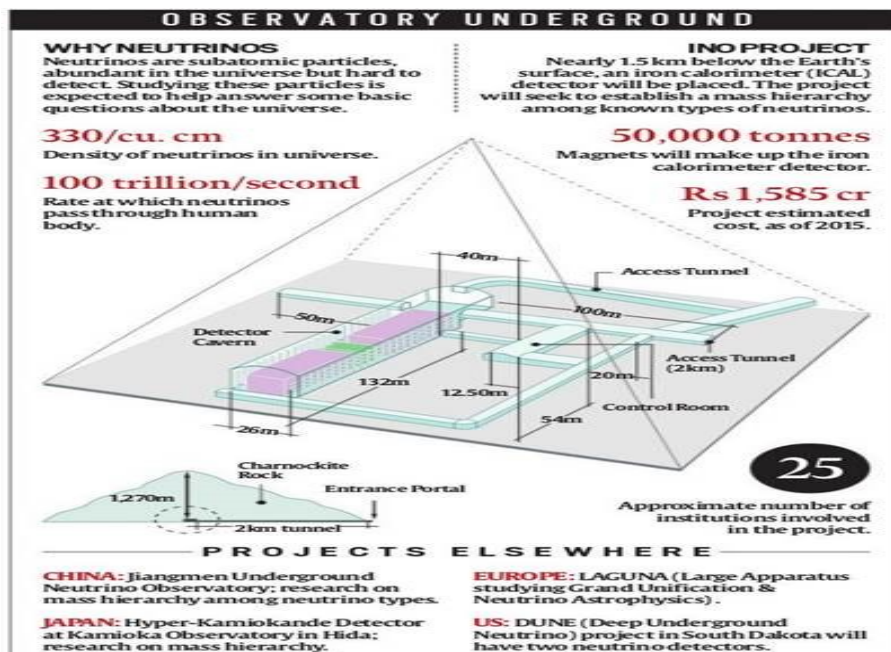 OBSERVATORY UNDERGROUND
WHY NEUTRINOS
Neutrinos are subatomic particles,
abundant in the universe but hard to
detect. Studying these particles is
expected to help answer some basic
questions about the universe.
330/cu. cm
Density of neutrinos in universe.
100 trillion/second
Rate at which neutrinos
pass through human
body.
INO PROJECT
Nearly 1.5 km below the Earth's
surface, an iron calorimeter (ICAL)
detector will be placed. The project
will seek to establish a mass hierarchy
among known types of neutrinos.
50,000 tonnes
Magnets will make up the iron
calorimeter detector.
Rs 1,585 cr
Project estimated
cost, as of 2015.
40m
Access Tunnel
50m
100m
Detector
Cavern
Access Tunnel
(2km)
132m
20m
12.50m
Control Room
54m
26m
Charnockite
Rock
1,270m
Entrance Portal
2km tunnel
25
Approximate number of
institutions involved
in the project.
PROJECTS ELSEWHERE
CHINA: Jiangmen Underground
Neutrino Observatory; research on
mass hierarchy among neutrino types.
JAPAN: Hyper-Kamiokande Detector
at Kamioka Observatory in Hida;
research on mass hierarchy.
EUROPE: LAGUNA (Large Apparatus
studying Grand Unification &
Neutrino Astrophysics).
US: DUNE (Deep Underground
Neutrino) project in South Dakota will
have two neutrino detectors.